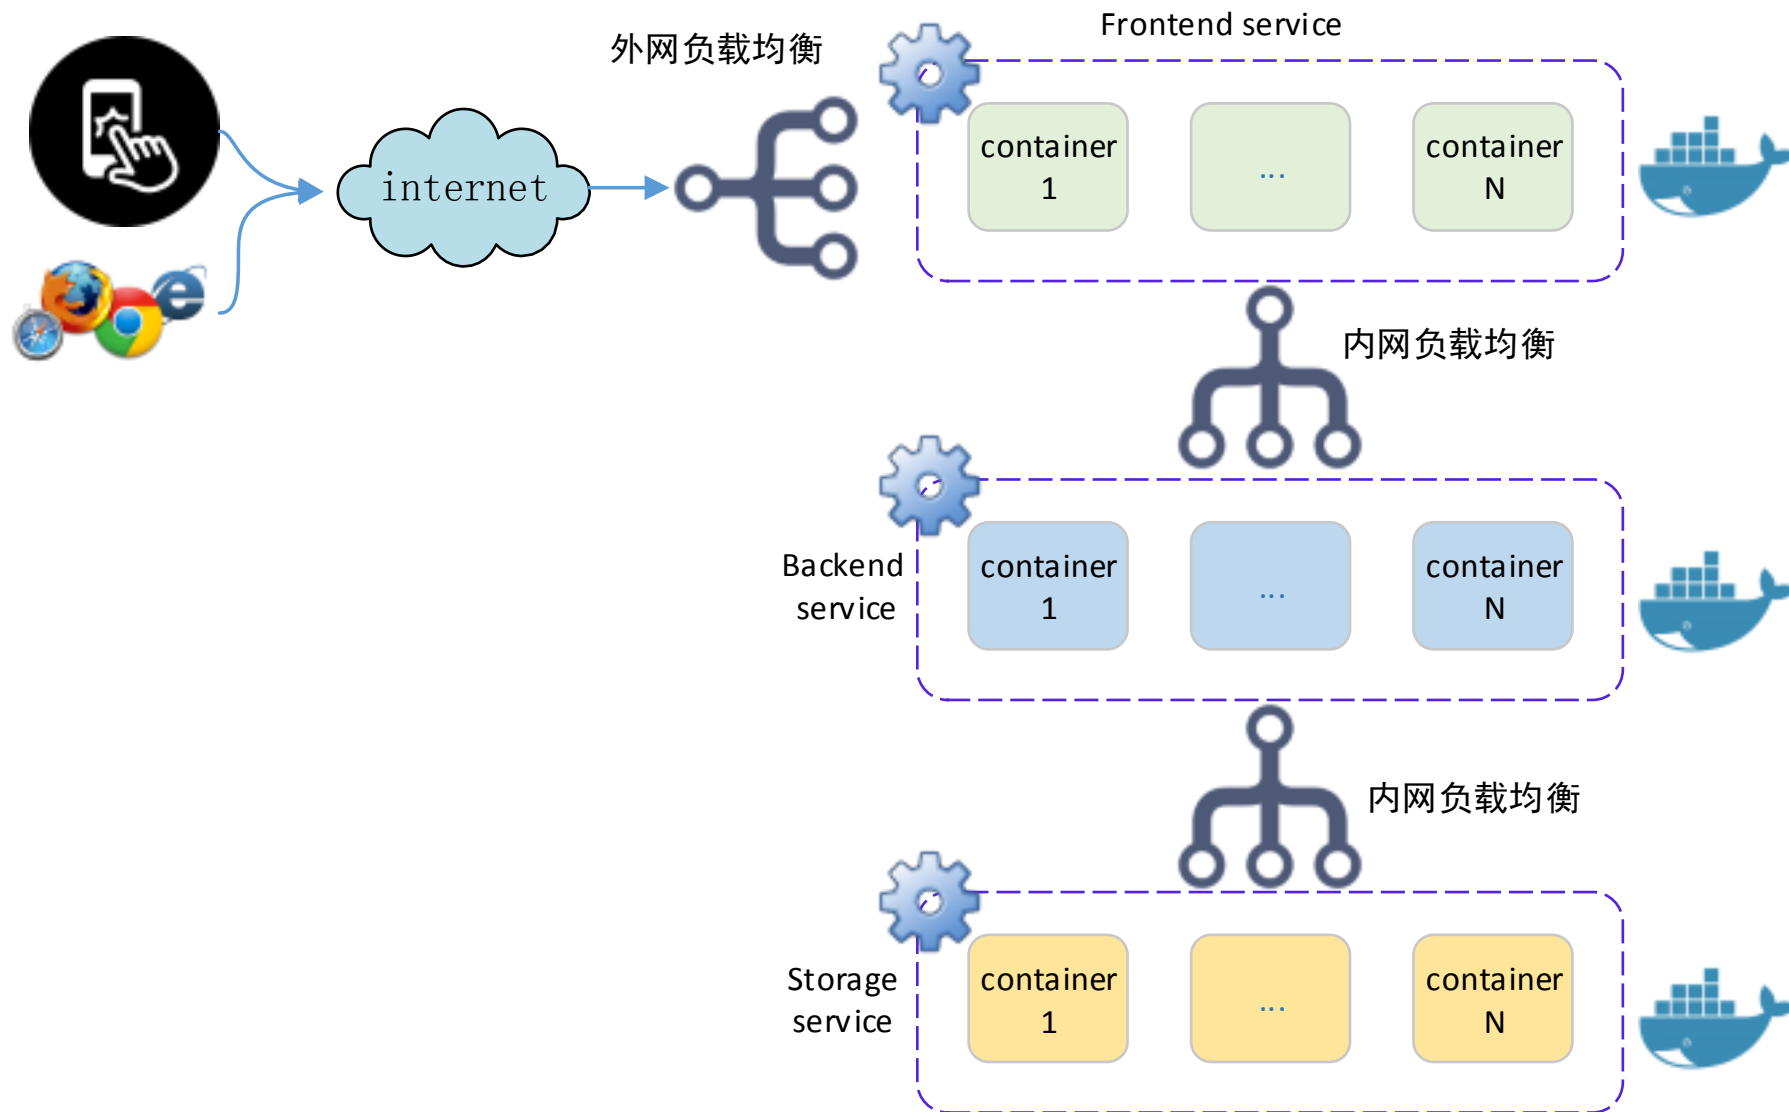 外网负载均衡
Frontend service
internet
container
1
...
container
N
内网负载均衡
Backend
service
container
1
...
container
N
内网负载均衡
Storage
service
container
1
...
container
N